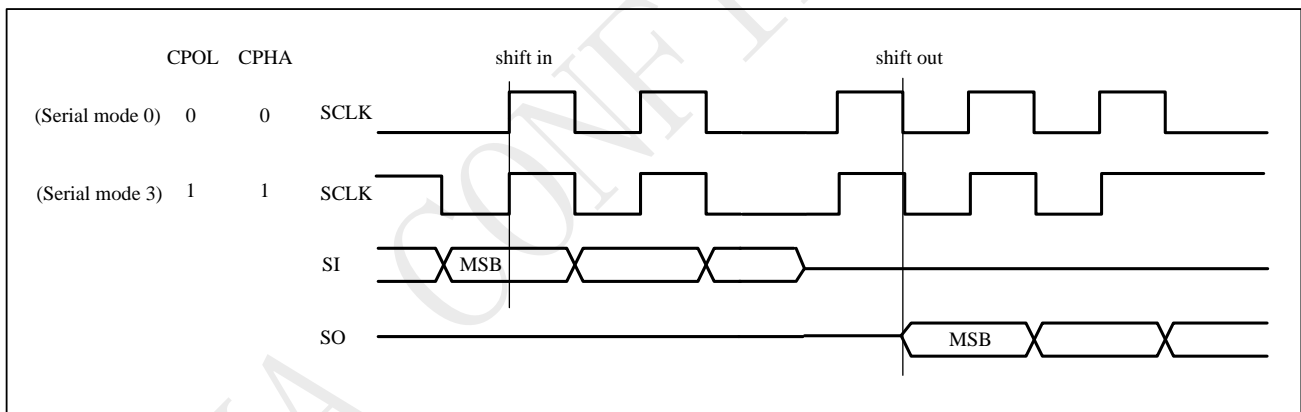 CPOL CPHA shift in shift out
(Serial mode 0) 0 0 SCLK
(Serial mode 3) 1 1 SCLK
SI MSB
SO MSB